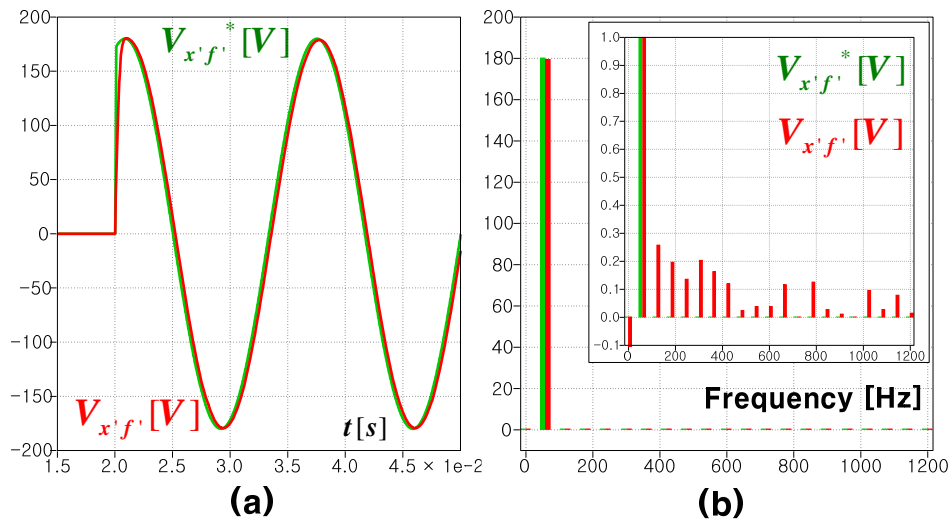 200
150
100
50
0
−50
−100
−150
−200
V_{x'f'}^*[V]
V_{x'f'}[V]
t[s]
1.5 2.0 2.5 3.0 3.5 4.0 4.5 × 1e-2
(a)
200
180
160
140
120
100
80
60
40
20
0
1.0
0.9
0.8
0.7
0.6
0.5
0.4
0.3
0.2
0.1
0.0
-0.1
V_{x'f'}^*[V]
V_{x'f'}[V]
0 200 400 600 800 1000 1200
Frequency [Hz]
0 200 400 600 800 1000 1200
(b)